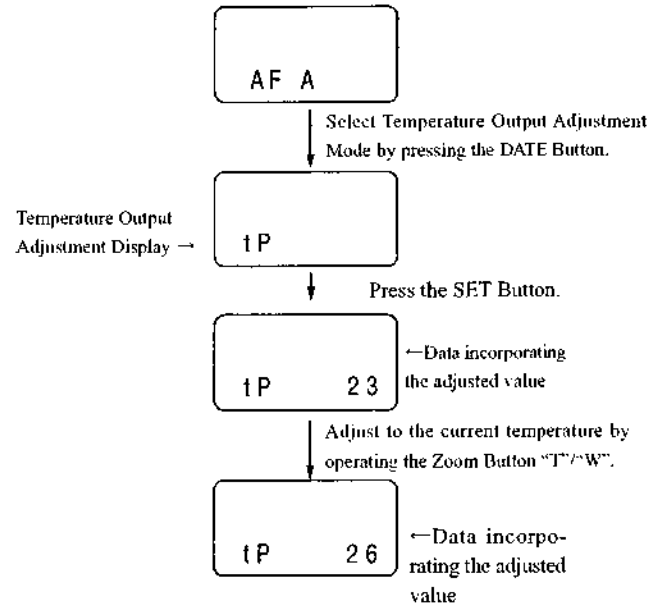 AF A
Select Temperature Output Adjustment
Mode by pressing the DATE Button.
Temperature Output
Adjustment Display →
tP
Press the SET Button.
tP 23
←Data incorporating
the adjusted value
Adjust to the current temperature by
operating the Zoom Button “T”/“W”.
tP 26
←Data incorpo-
rating the adjusted
value